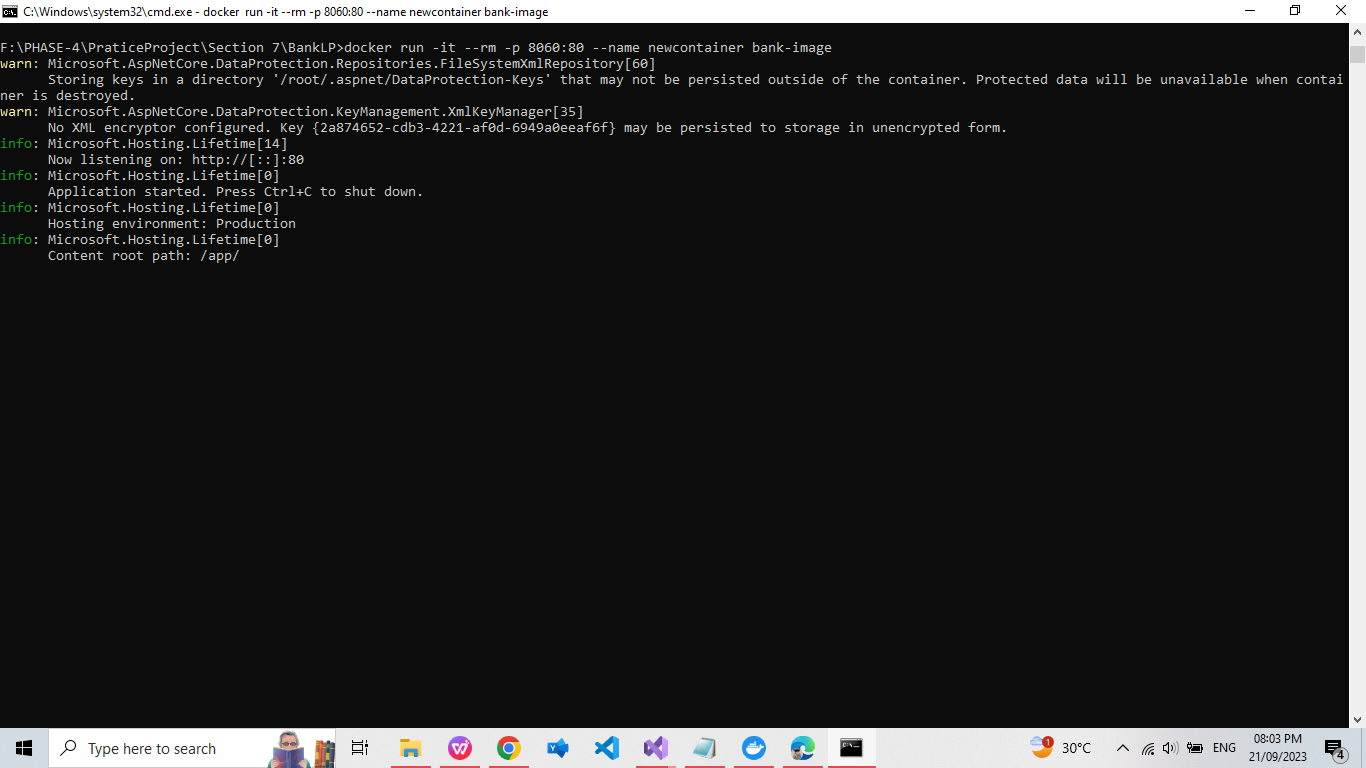 C:\Windows\system32\cmd.exe - docker  run -it --rm -p 8060:80 --name newcontainer bank-image
F:\PHASE-4\PraticeProject\Section 7\BankLP>docker run -it --rm -p 8060:80 --name newcontainer bank-image
warn: Microsoft.AspNetCore.DataProtection.Repositories.FileSystemXmlRepository[60]
      Storing keys in a directory '/root/.aspnet/DataProtection-Keys' that may not be persisted outside of the container. Protected data will be unavailable when contai
ner is destroyed.
warn: Microsoft.AspNetCore.DataProtection.KeyManagement.XmlKeyManager[35]
      No XML encryptor configured. Key {2a874652-cdb3-4221-af0d-6949a0eeaf6f} may be persisted to storage in unencrypted form.
info: Microsoft.Hosting.Lifetime[14]
      Now listening on: http://[::]:80
info: Microsoft.Hosting.Lifetime[0]
      Application started. Press Ctrl+C to shut down.
info: Microsoft.Hosting.Lifetime[0]
      Hosting environment: Production
info: Microsoft.Hosting.Lifetime[0]
      Content root path: /app/
Type here to search
1
30°C
ENG
08:03 PM
21/09/2023
4